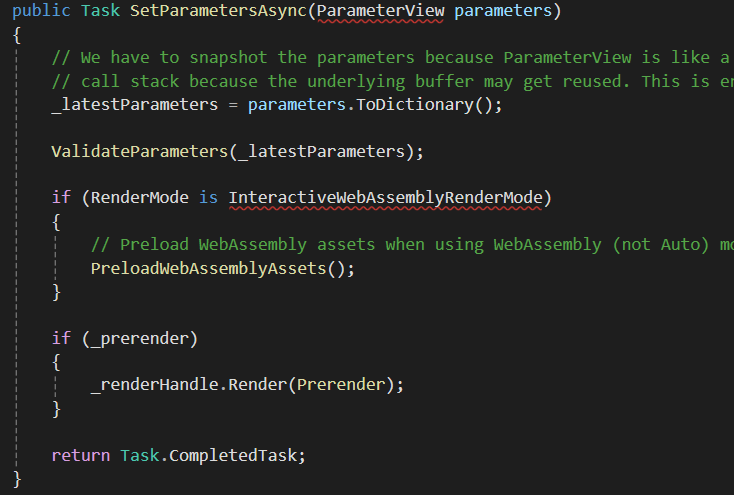 public Task SetParametersAsync(ParameterView parameters)
{
// We have to snapshot the parameters because ParameterView is like a
// call stack because the underlying buffer may get reused. This is
_latestParameters = parameters.ToDictionary();
ValidateParameters(_latestParameters);
if (RenderMode is InteractiveWebAssemblyRenderMode)
{
// Preload WebAssembly assets when using WebAssembly (not Auto)
PreloadWebAssemblyAssets();
}
if (_prerender)
{
_renderHandle.Render(Prerender);
}
return Task.CompletedTask;
}